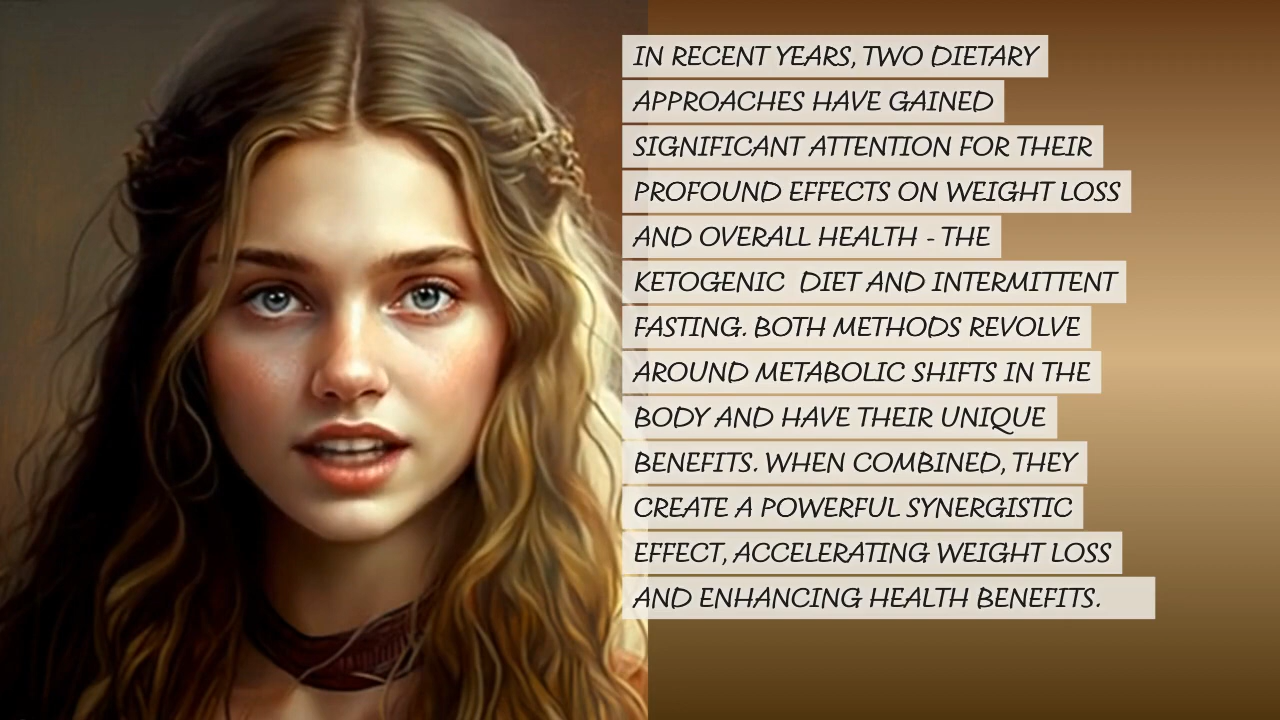 IN RECENT YEARS, TWO DIETARY
APPROACHES HAVE GAINED
SIGNIFICANT ATTENTION FOR THEIR
PROFOUND EFFECTS ON WEIGHT LOSS
AND OVERALL HEALTH - THE
KETOGENIC  DIET AND INTERMITTENT
FASTING. BOTH METHODS REVOLVE
AROUND METABOLIC SHIFTS IN THE
BODY AND HAVE THEIR UNIQUE
BENEFITS. WHEN COMBINED, THEY
CREATE A POWERFUL SYNERGISTIC
EFFECT, ACCELERATING WEIGHT LOSS
AND ENHANCING HEALTH BENEFITS.